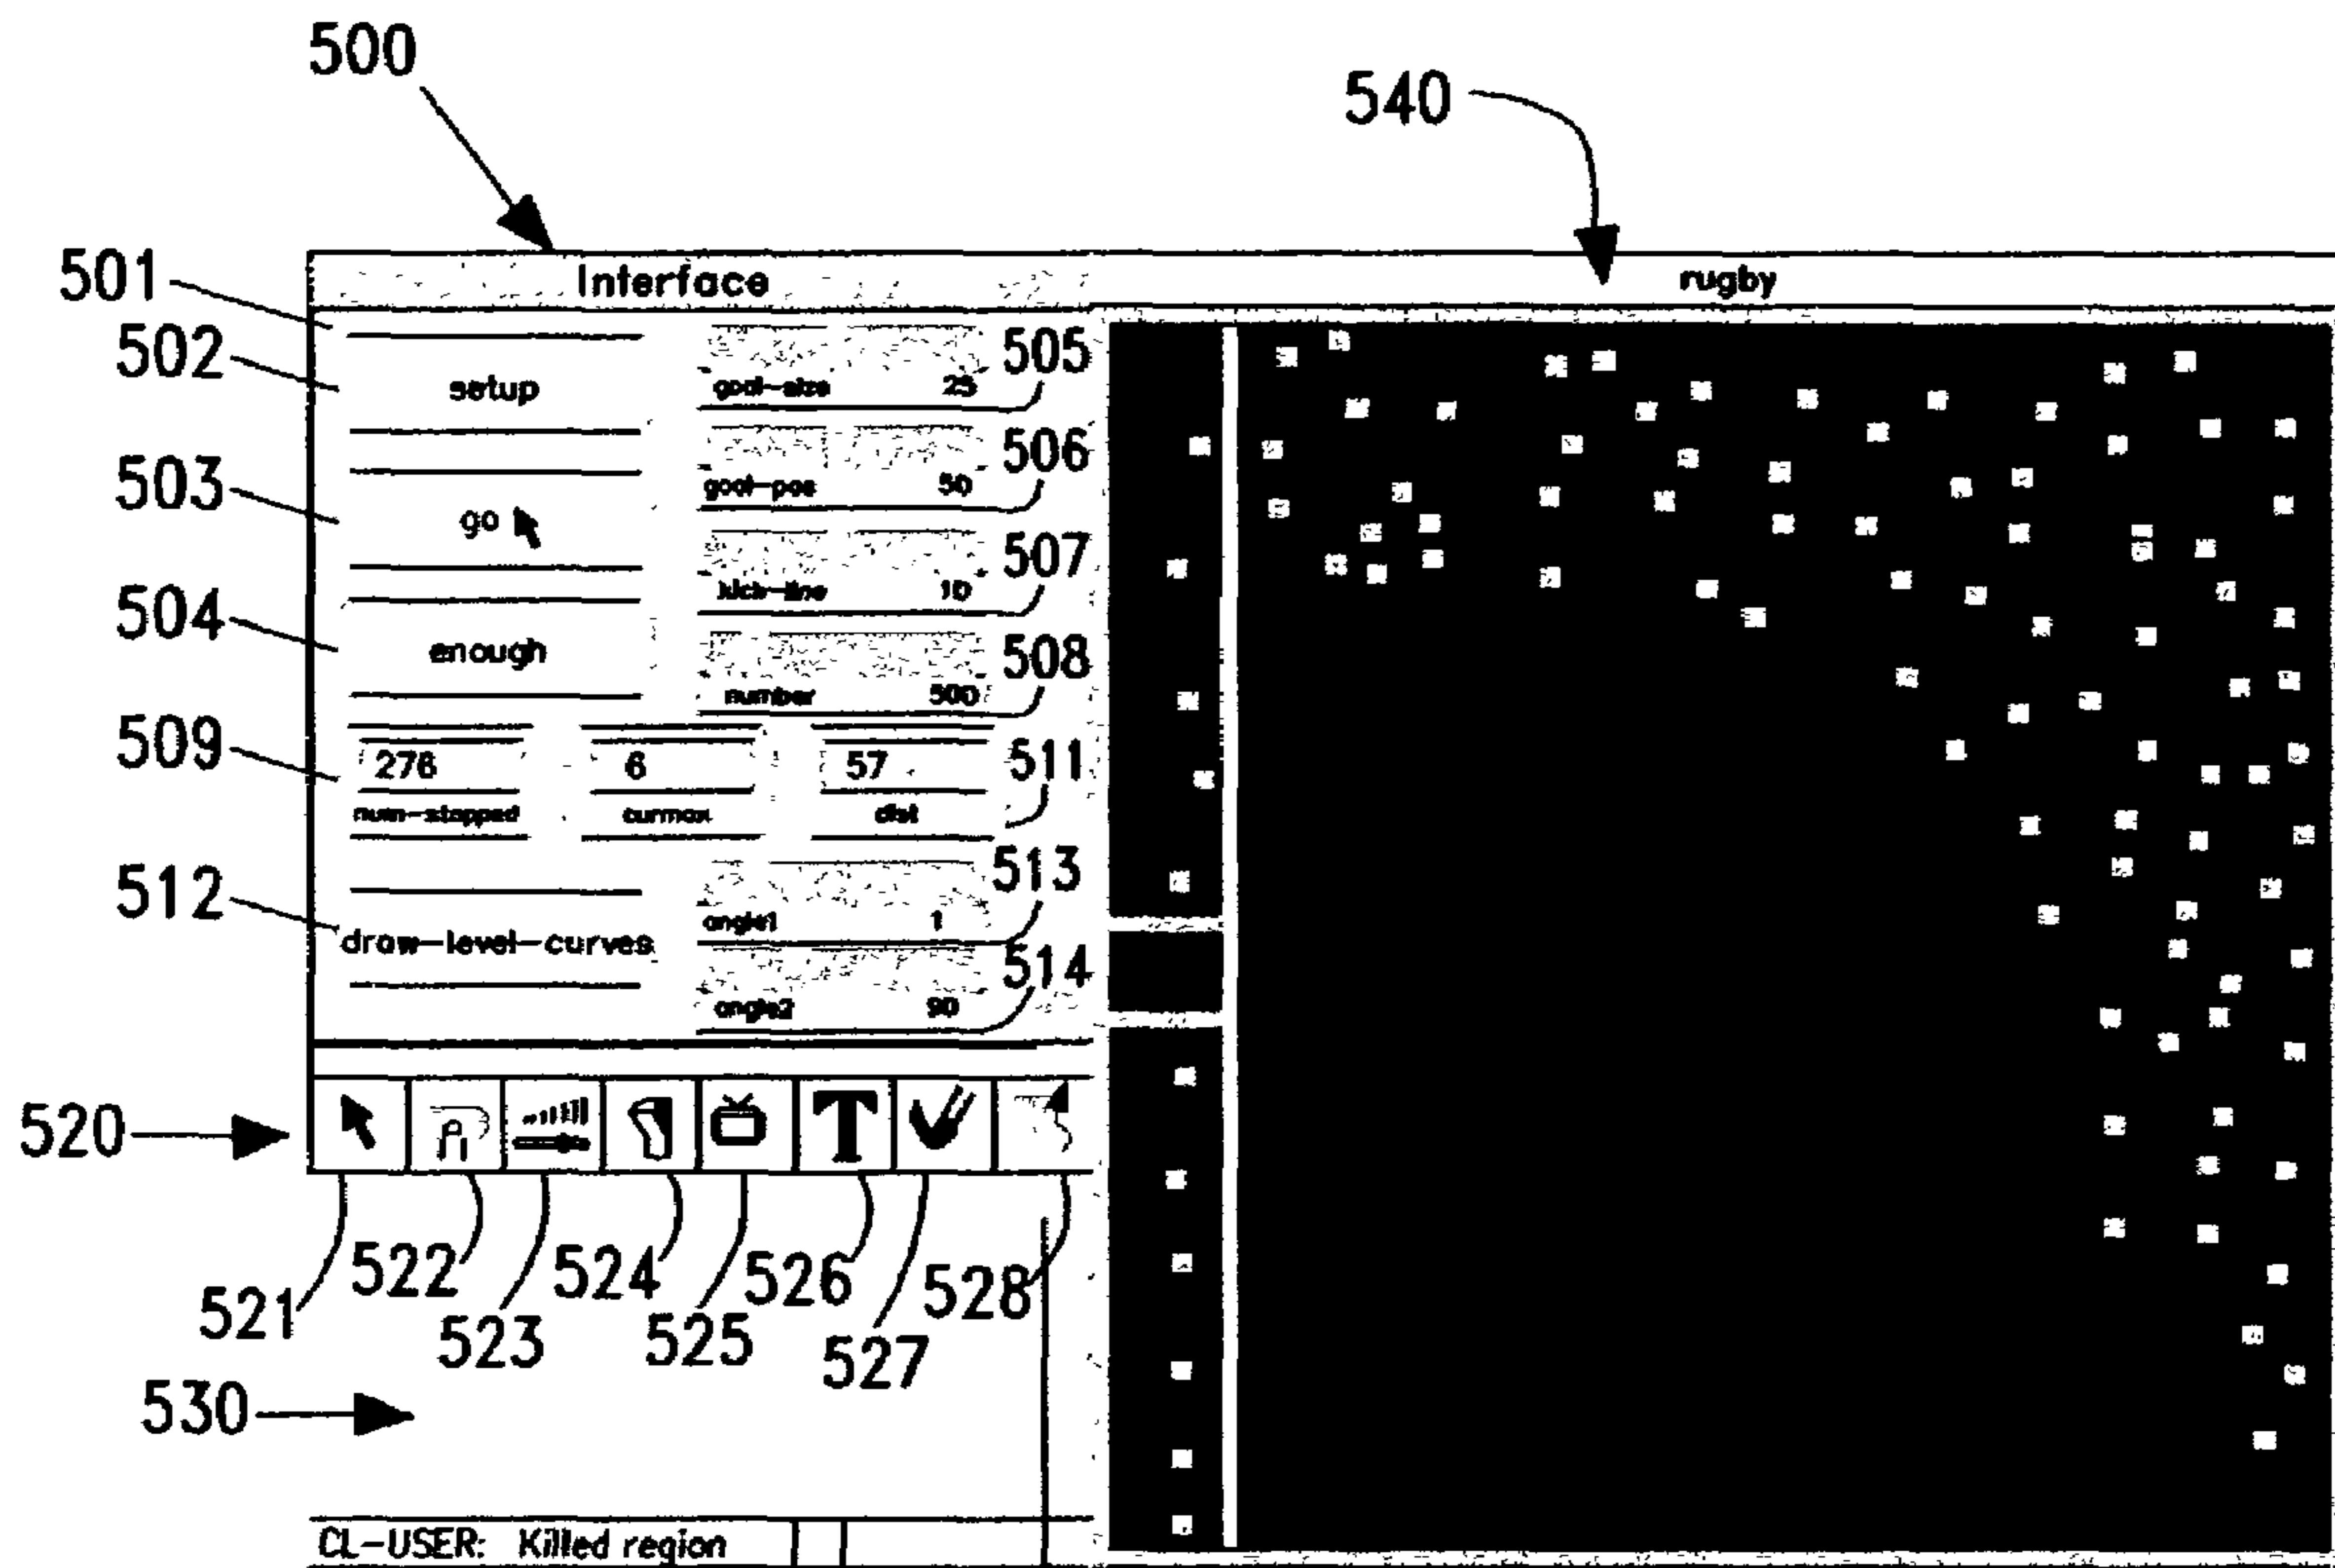 500
540
Interface
rugby
501
502
setup
goal-size 25
505
503
go
goal-pos 50
506
kick-line 10
507
504
enough
number 500
508
509
276
6
57
511
num-stopped
curmax
dist
512
draw-level-curves
angle1 1
513
angle2 90
514
520
T
521
522
523
524
525
526
527
528
530
CL-USER: Killed region